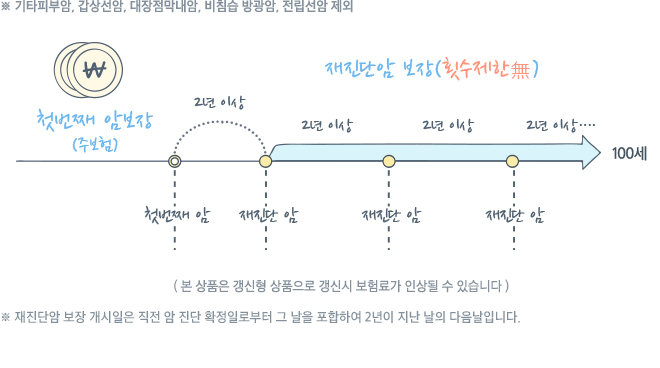 ※ 기타피부암, 갑상선암, 대장점막내암, 비침습 방광암, 전립선암 제외
₩
재진단암 보장(횟수제한無)
2년 이상
첫번째 암보장
(주보험)
2년 이상
2년 이상
2년 이상····
100세
첫번째 암
재진단 암
재진단 암
재진단 암
( 본 상품은 갱신형 상품으로 갱신시 보험료가 인상될 수 있습니다 )
※ 재진단암 보장 개시일은 직전 암 진단 확정일로부터 그 날을 포함하여 2년이 지난 날의 다음날입니다.